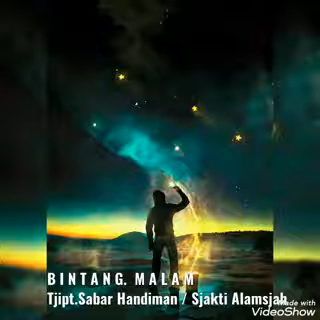 BINTANG. MALAM
Tjipt.Sabar Handiman / Sjakti Alamsjah
Made with
VideoShow